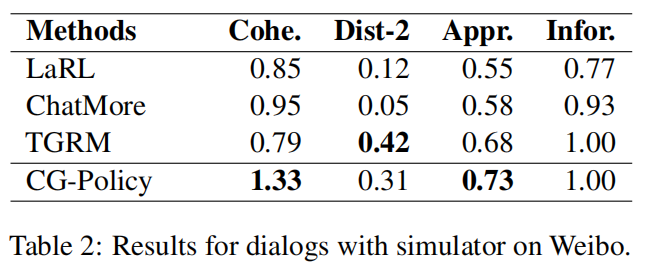 Methods Cohe. Dist-2 Appr. Infor.
LaRL 0.85 0.12 0.55 0.77
ChatMore 0.95 0.05 0.58 0.93
TGRM 0.79 0.42 0.68 1.00
CG-Policy 1.33 0.31 0.73 1.00
Table 2: Results for dialogs with simulator on Weibo.